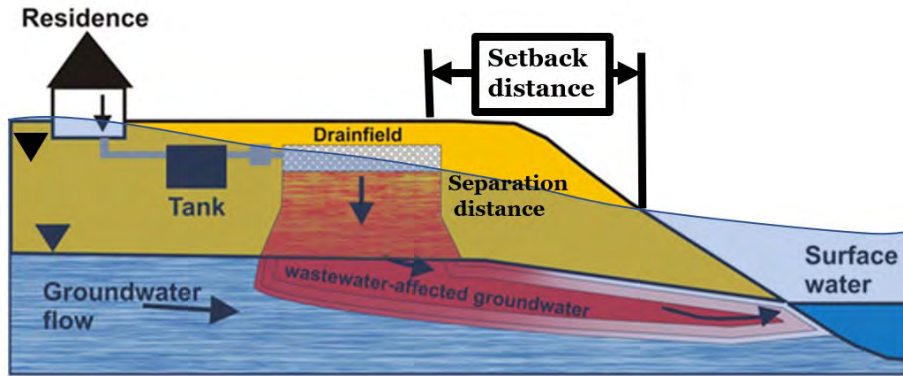 Residence
Setback
distance
Drainfield
Separation
distance
Tank
Surface
water
wastewater-affected groundwater
Groundwater
flow